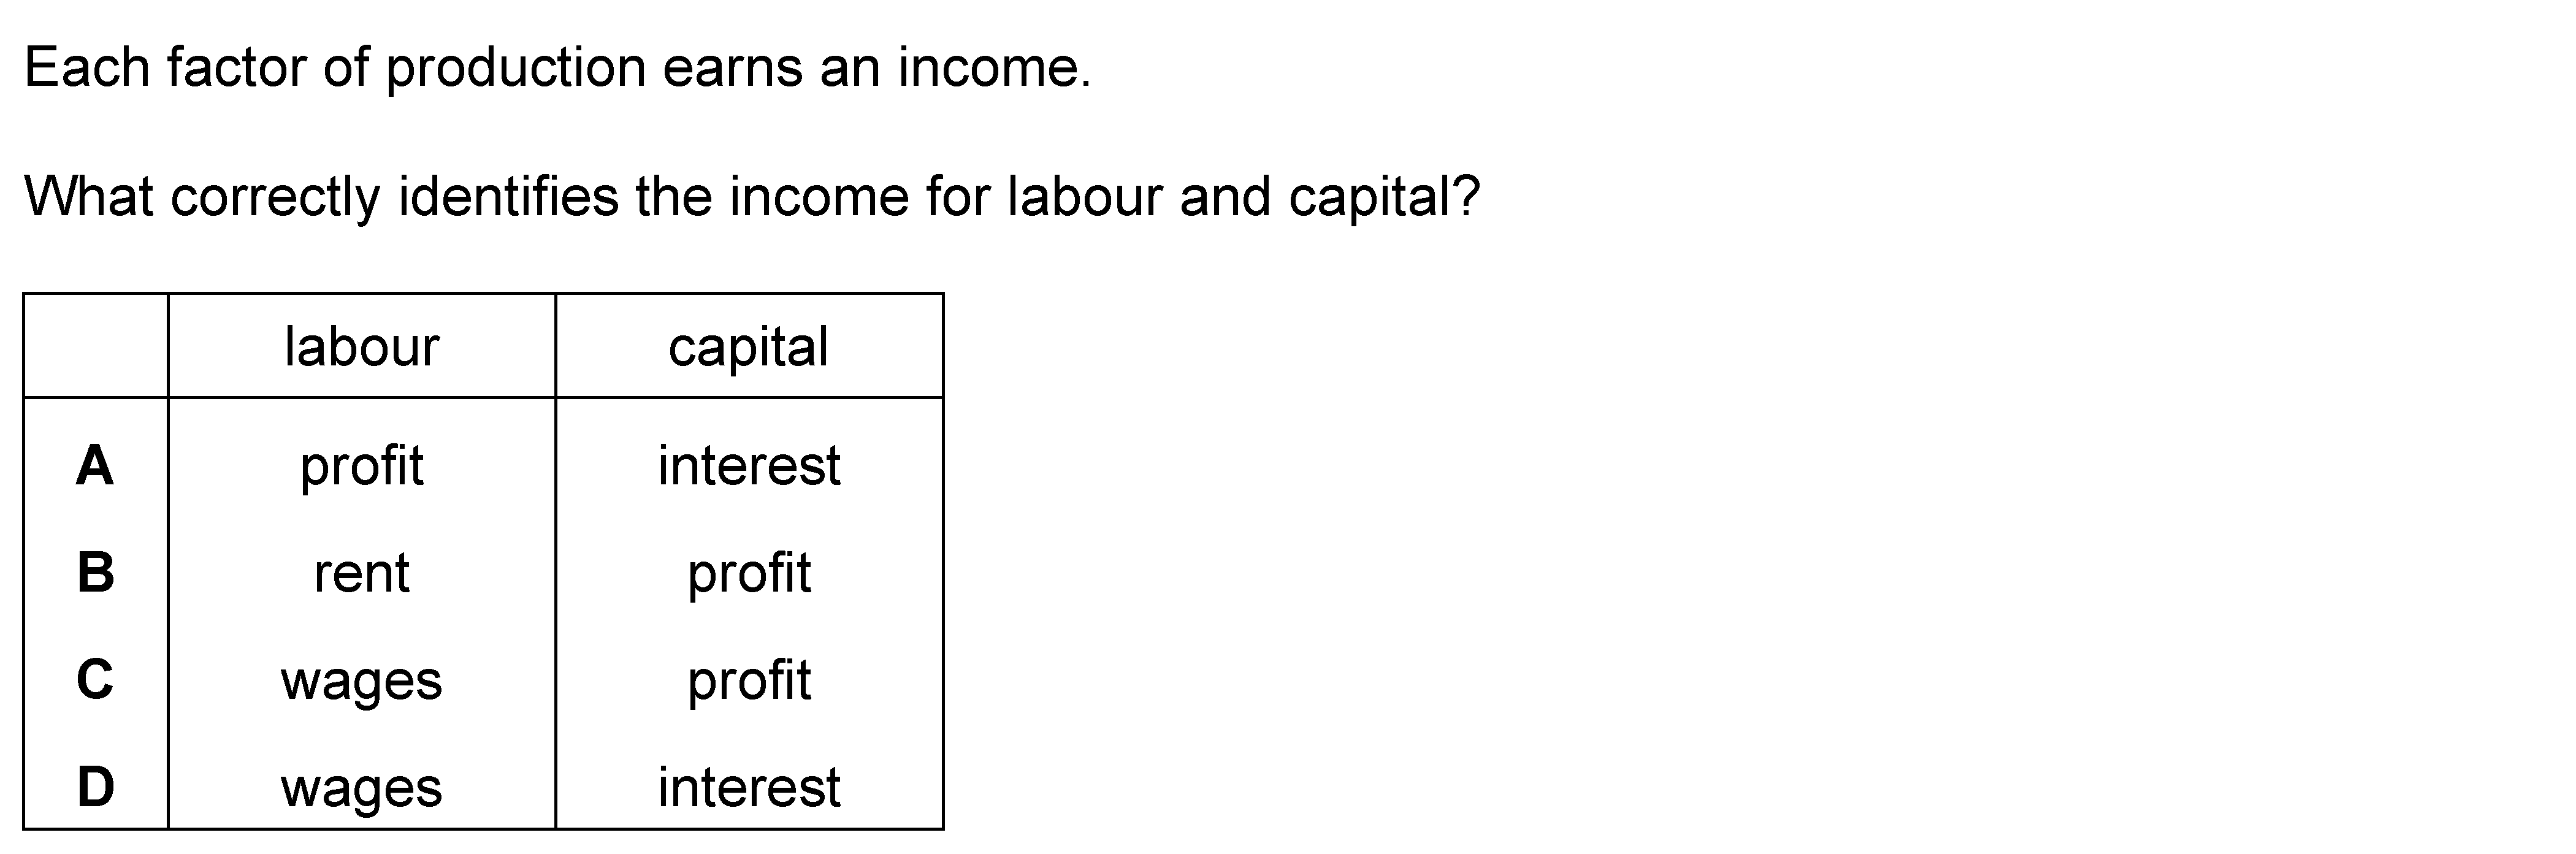 Each factor of production earns an income.
What correctly identifies the income for labour and capital?
labour capital
A profit interest
B rent profit
C wages profit
D wages interest